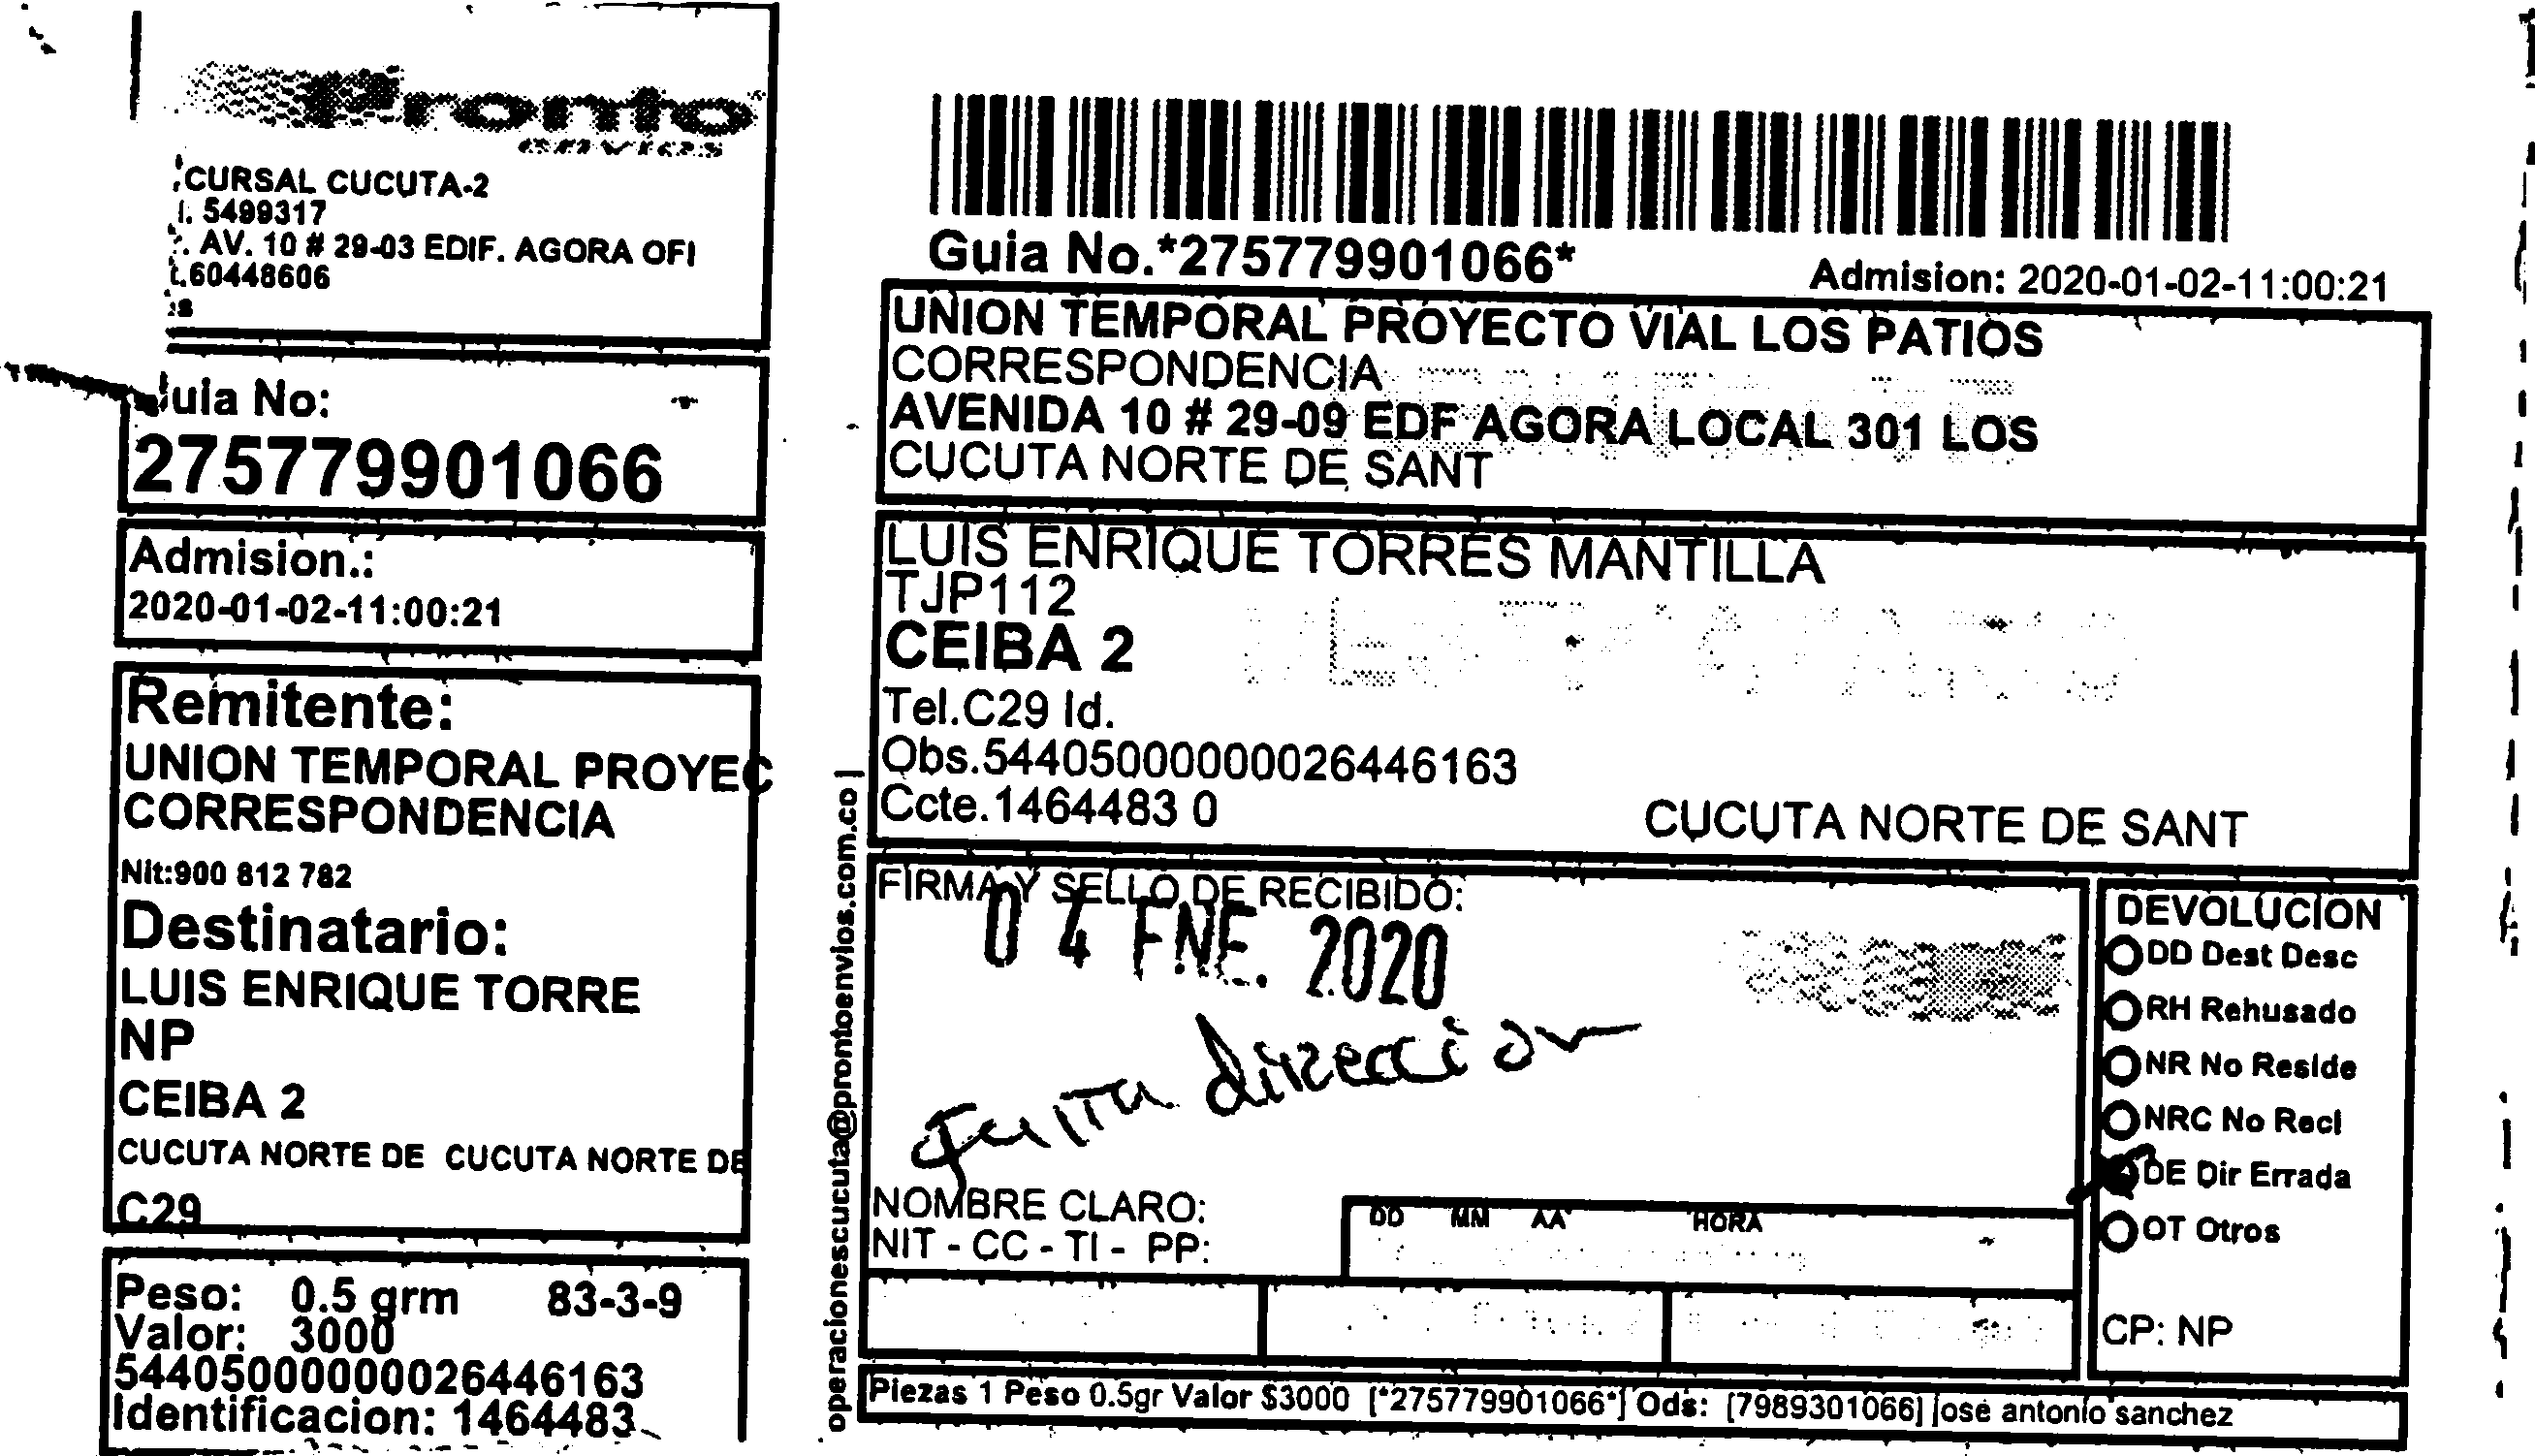 Pronto
envios
CURSAL CUCUTA-2
l. 5499317
. AV. 10 # 29-03 EDIF. AGORA OFI
t.60448606
s
uia No:
275779901066
Admision.:
2020-01-02-11:00:21
Remitente:
UNION TEMPORAL PROYEC
CORRESPONDENCIA
Nit:900 812 782
Destinatario:
LUIS ENRIQUE TORRE
NP
CEIBA 2
CUCUTA NORTE DE CUCUTA NORTE DE
C29
Peso: 0.5 grm 83-3-9
Valor: 3000
544050000000026446163
Identificacion: 1464483
operacionescucuta@prontoenvios.com.co |
Guia No.*275779901066*
Admision: 2020-01-02-11:00:21
UNION TEMPORAL PROYECTO VIAL LOS PATIOS
CORRESPONDENCIA
AVENIDA 10 # 29-09 EDF AGORA LOCAL 301 LOS
CUCUTA NORTE DE SANT
LUIS ENRIQUE TORRES MANTILLA
TJP112
CEIBA 2
Tel.C29 Id.
Obs.544050000000026446163
Ccte.1464483 0
CUCUTA NORTE DE SANT
FIRMA Y SELLO DE RECIBIDO:
04 ENE. 2020
direccion
NOMBRE CLARO:
NIT - CC - TI - PP:
DD MM AA HORA
DEVOLUCION
DD Dest Desc
RH Rehusado
NR No Reside
NRC No Recl
DE Dir Errada
OT Otros
CP: NP
Piezas 1 Peso 0.5gr Valor $3000 [*275779901066*] Ods: [7989301066] jose antonio sanchez